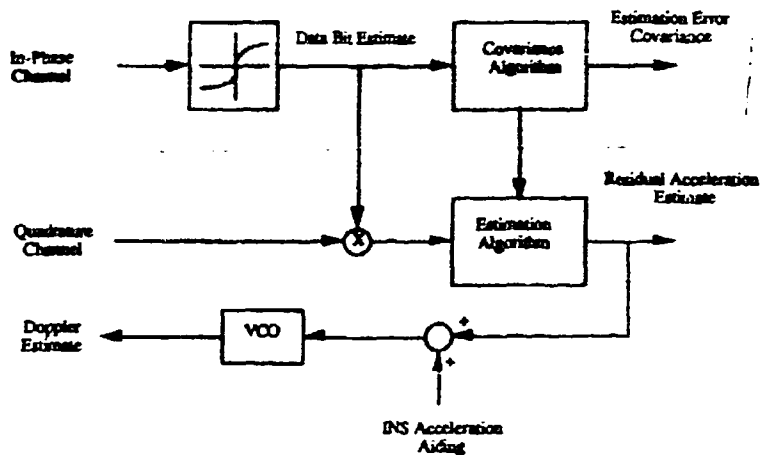 Estimation Error
Covariance
In-Phase
Channel
Data Bit Estimate
Covariance
Algorithm
Residual Acceleration
Estimate
Quadrature
Channel
X
Estimation
Algorithm
Doppler
Estimate
VCO
+
+
INS Acceleration
Aiding